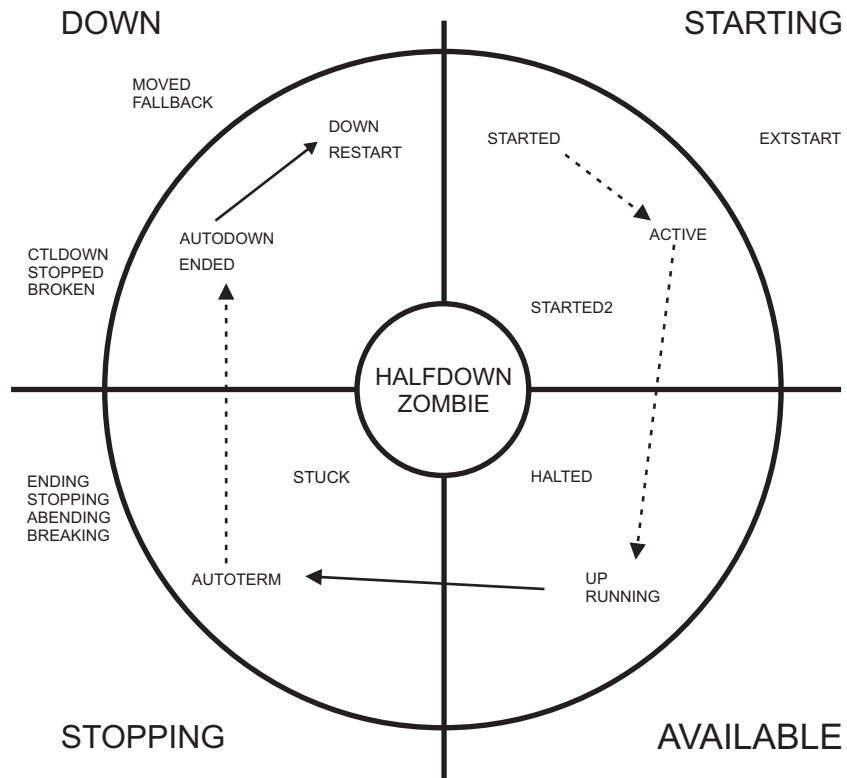 DOWN
STARTING
MOVED
FALLBACK
DOWN
RESTART
STARTED
EXTSTART
AUTODOWN
ENDED
ACTIVE
CTLDOWN
STOPPED
BROKEN
STARTED2
HALFDOWN
ZOMBIE
STUCK
HALTED
ENDING
STOPPING
ABENDING
BREAKING
AUTOTERM
UP
RUNNING
STOPPING
AVAILABLE